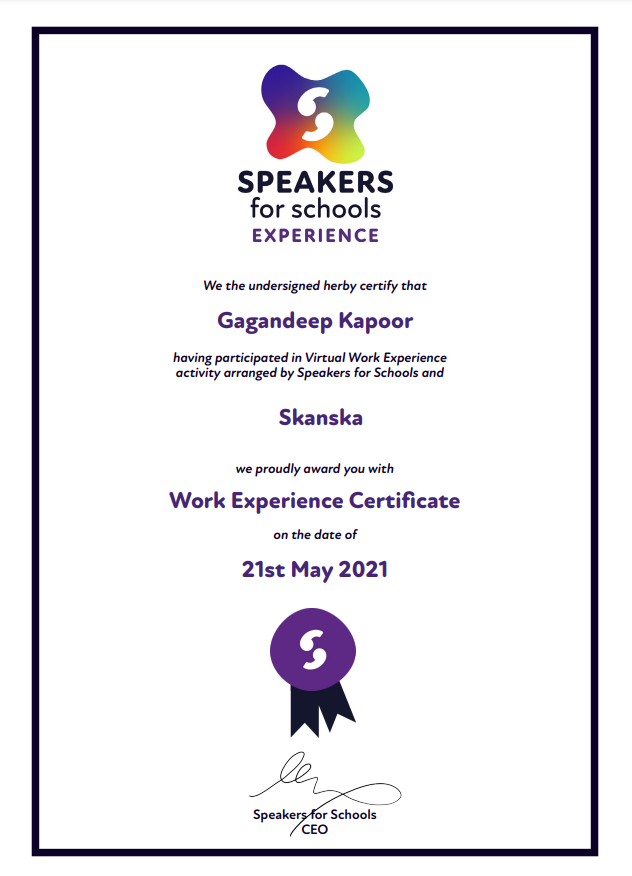 SPEAKERS
for schools
EXPERIENCE
We the undersigned herby certify that
Gagandeep Kapoor
having participated in Virtual Work Experience
activity arranged by Speakers for Schools and
Skanska
we proudly award you with
Work Experience Certificate
on the date of
21st May 2021
Speakers for Schools
CEO